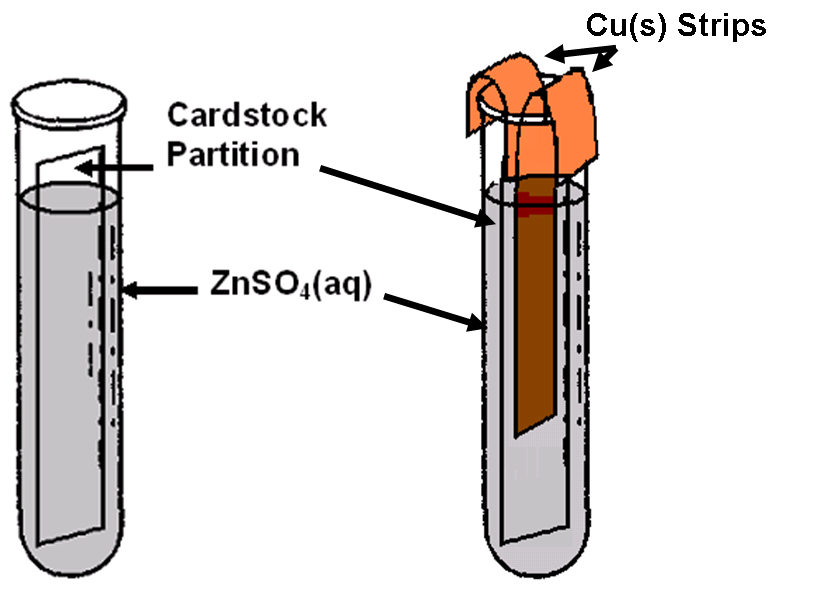 Cu(s) Strips
Cardstock
Partition
ZnSO₄(aq)